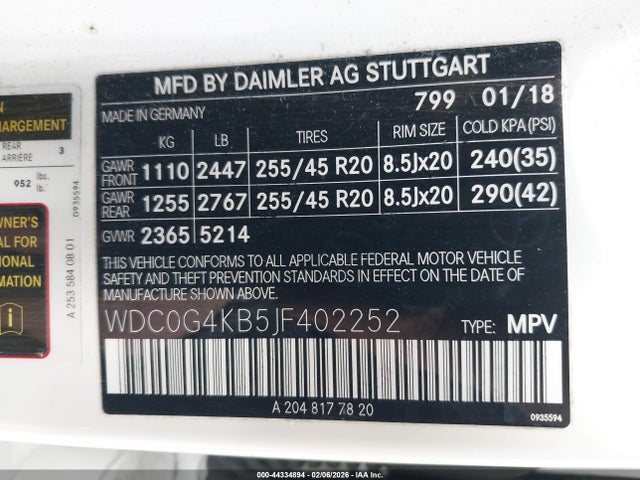 MFD BY DAIMLER AG STUTTGART
MADE IN GERMANY 799 01/18
KG LB TIRES RIM SIZE COLD KPA(PSI)
GAWR FRONT 1110 2447 255/45 R20 8.5Jx20 240(35)
GAWR REAR 1255 2767 255/45 R20 8.5Jx20 290(42)
GVWR 2365 5214
THIS VEHICLE CONFORMS TO ALL APPLICABLE FEDERAL MOTOR VEHICLE
SAFETY AND THEFT PREVENTION STANDARDS IN EFFECT ON THE DATE
OF MANUFACTURE SHOWN ABOVE.
WDC0G4KB5JF402252 TYPE: MPV
A 204 817 78 20
0935594
ON
HARGEMENT
REAR
ARRIÈRE 3
952 lbs.
lb.
0935594
WNER'S
AL FOR
IONAL
ATION
A 253 584 08 01
000-44334894 - 02/06/2026 - IAA Inc.